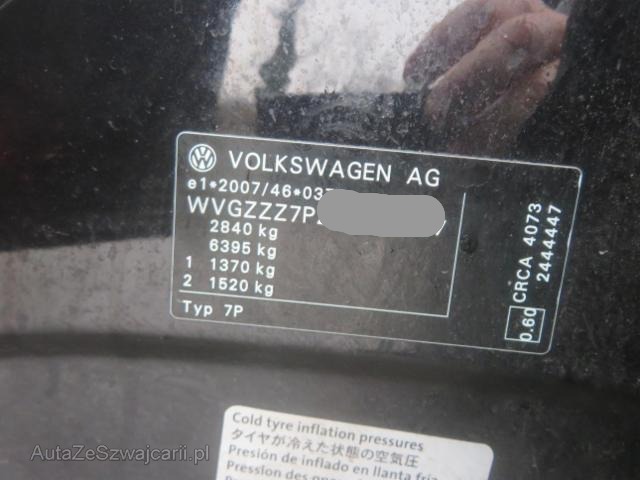 VOLKSWAGEN AG
e1*2007/46*03
WVGZZZ7P
2840 kg
6395 kg
1 1370 kg
2 1520 kg
Typ 7P
0.60 CRCA 4073
2444447
Cold tyre inflation pressures
タイヤが冷えた状態の空気圧
Presión de inflado en llanta fría
AutaZeSzwajcarii.pl